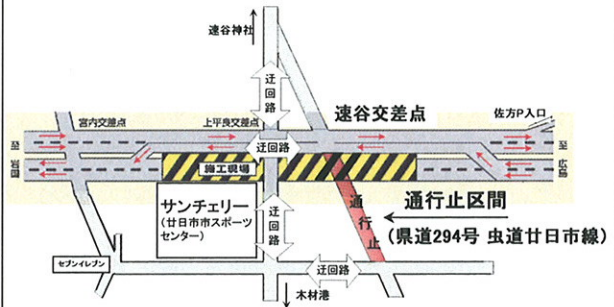 速谷神社
迂回路
速谷交差点
宮内交差点
上平良交差点
佐方P入口
迂回路
至
至
広島
施工現場
通行止区間
(県道294号 虫道廿日市線)
サンチェリー
(廿日市市スポーツ
センター)
迂回路
通行止
セブンイレブン
迂回路
木材港